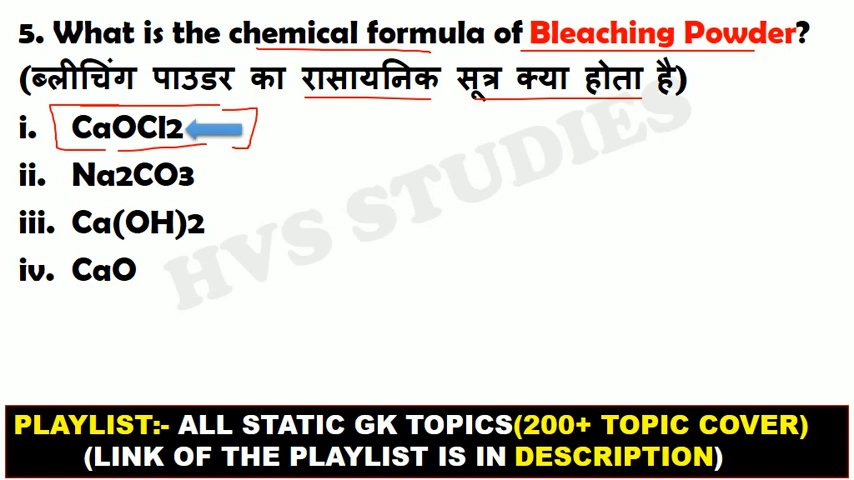 5. What is the chemical formula of Bleaching Powder?
(ब्लीचिंग पाउडर का रासायनिक सूत्र क्या होता है)
i. CaOCl2
ii. Na2CO3
iii. Ca(OH)2
iv. CaO
HVS STUDIES
PLAYLIST:- ALL STATIC GK TOPICS(200+ TOPIC COVER)
(LINK OF THE PLAYLIST IS IN DESCRIPTION)